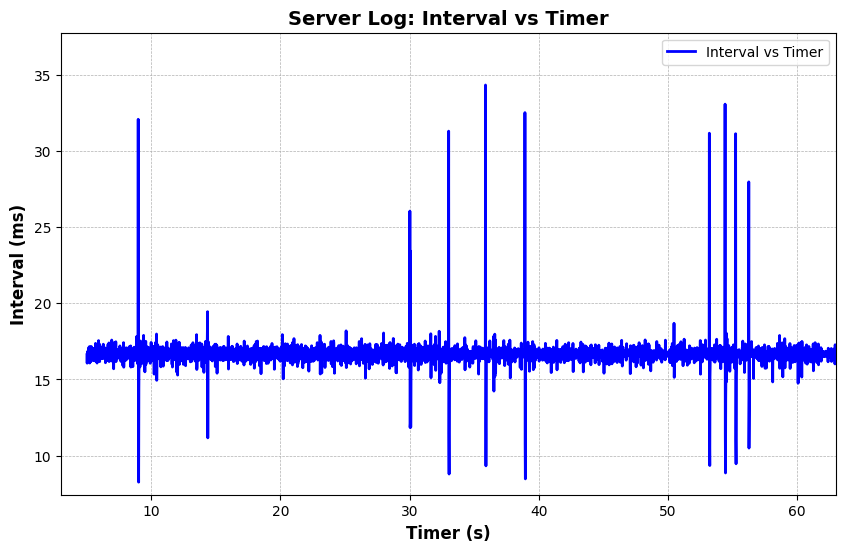 Server Log: Interval vs Timer
Interval vs Timer
35
30
25
20
15
10
Interval (ms)
10 20 30 40 50 60
Timer (s)